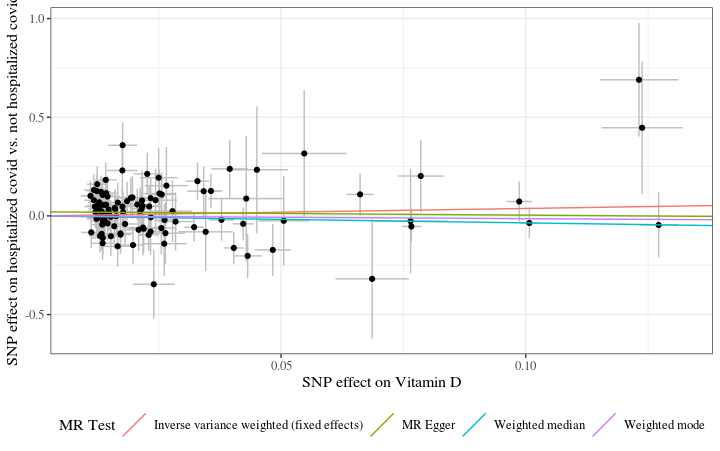 SNP effect on hospitalized covid vs. not hospitalized covid
1.0
0.5
0.0
-0.5
0.05
0.10
SNP effect on Vitamin D
MR Test
Inverse variance weighted (fixed effects)
MR Egger
Weighted median
Weighted mode